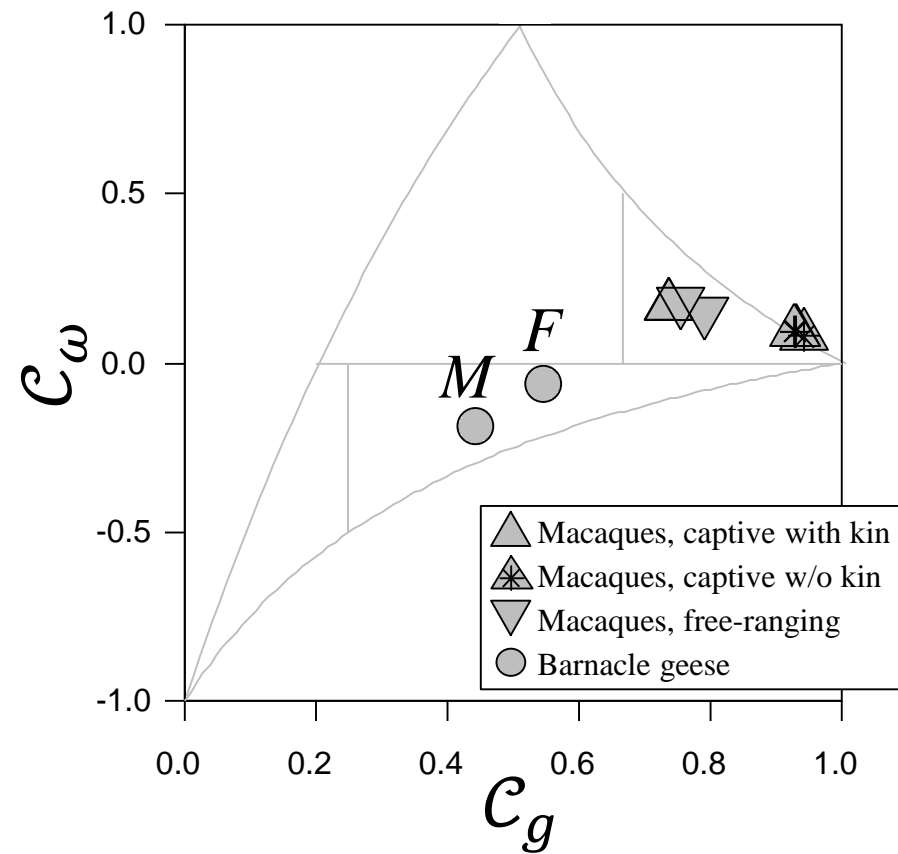 1.0
0.5
0.0
-0.5
-1.0
𝒞ω
F
M
Macaques, captive with kin
Macaques, captive w/o kin
Macaques, free-ranging
Barnacle geese
0.0 0.2 0.4 0.6 0.8 1.0
𝒞g